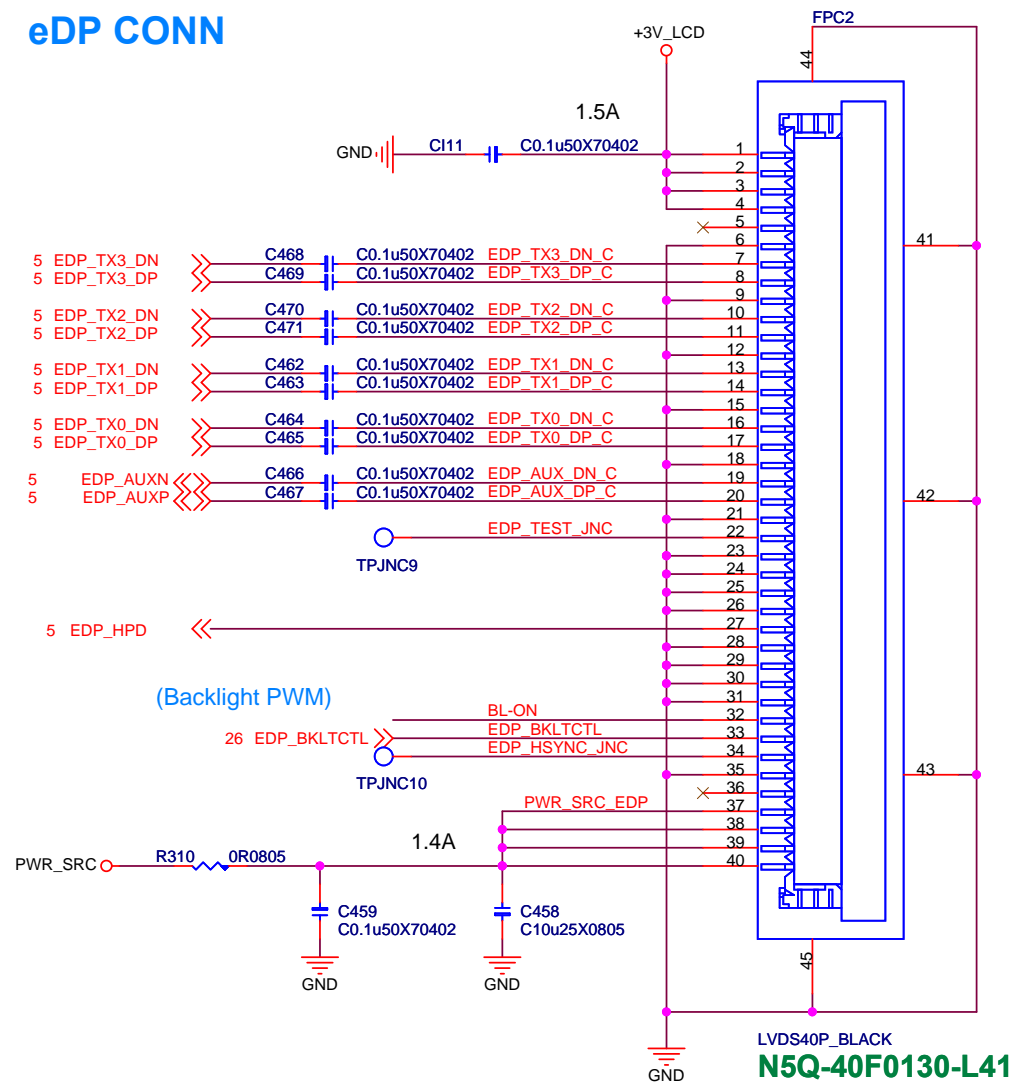 eDP CONN
FPC2
+3V_LCD
44
1.5A
GND CI11 C0.1u50X70402 1
2
3
4
5
6 41
5 EDP_TX3_DN C468 C0.1u50X70402 EDP_TX3_DN_C 7
5 EDP_TX3_DP C469 C0.1u50X70402 EDP_TX3_DP_C 8
9
5 EDP_TX2_DN C470 C0.1u50X70402 EDP_TX2_DN_C 10
5 EDP_TX2_DP C471 C0.1u50X70402 EDP_TX2_DP_C 11
12
5 EDP_TX1_DN C462 C0.1u50X70402 EDP_TX1_DN_C 13
5 EDP_TX1_DP C463 C0.1u50X70402 EDP_TX1_DP_C 14
15
5 EDP_TX0_DN C464 C0.1u50X70402 EDP_TX0_DN_C 16
5 EDP_TX0_DP C465 C0.1u50X70402 EDP_TX0_DP_C 17
18
5 EDP_AUXN C466 C0.1u50X70402 EDP_AUX_DN_C 19
5 EDP_AUXP C467 C0.1u50X70402 EDP_AUX_DP_C 20 42
21
EDP_TEST_JNC 22
TPJNC9
23
24
25
26
5 EDP_HPD 27
28
29
30
31
(Backlight PWM)
BL-ON 32
26 EDP_BKLTCTL EDP_BKLTCTL 33
EDP_HSYNC_JNC 34
TPJNC10
35 43
36
PWR_SRC_EDP 37
38
1.4A 39
PWR_SRC R310 0R0805 40
C459
C0.1u50X70402
C458
C10u25X0805
45
GND
GND
LVDS40P_BLACK
N5Q-40F0130-L41
GND